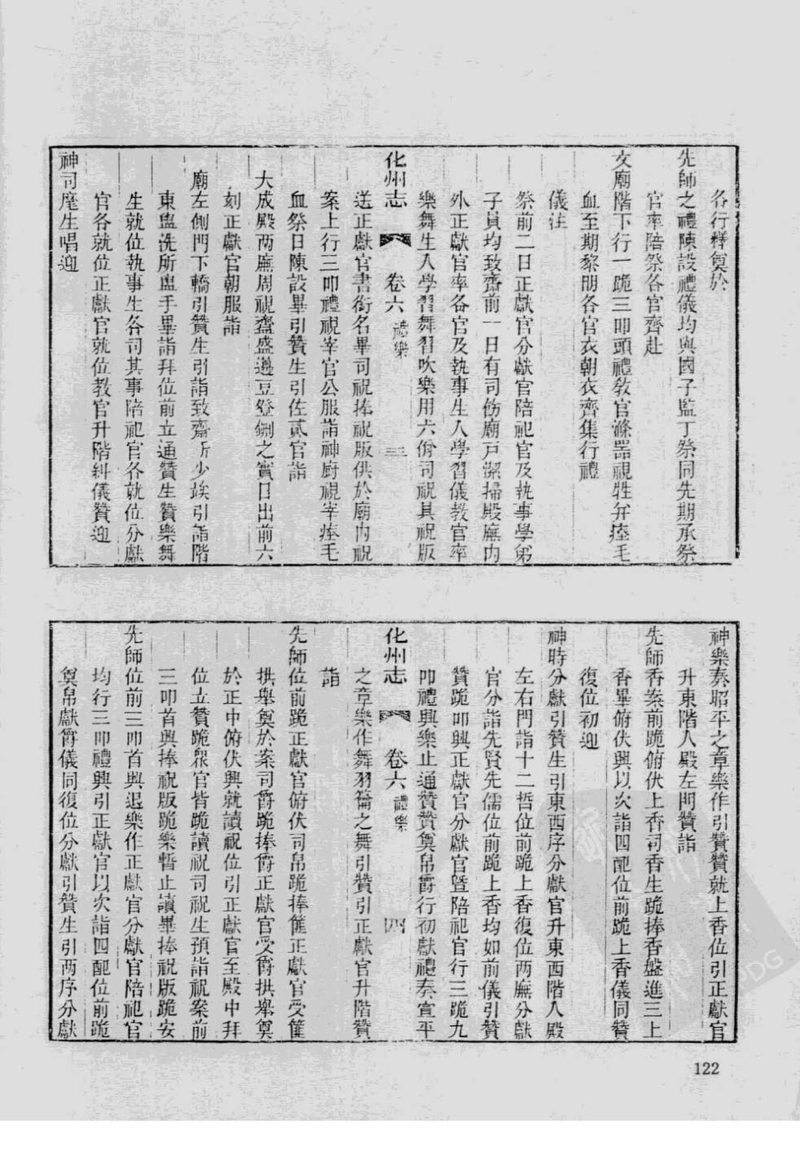 各行釋奠於
先師之禮陳設禮儀均與國子監丁祭同先期承祭
官率陪祭各官齊赴
文廟階下行一跪三叩頭禮教官滌器視牲弁瘞毛
血至期黎明各官衣朝衣齊集行禮
儀注
祭前二日正獻官分獻官陪祀官及執事學弟
子員均致齋前一日有司飭廟戸潔掃殿廡內
外正獻官率各官及執事生人學習儀教官率
樂舞生人學習舞習吹樂用六佾司祝具祝版
化州志 卷六 禮樂 三
送正獻官書銜名畢司祝捧祝版供於廟内祝
案上行三叩禮視宰官公服詣神廚視宰瘞毛
血祭日陳設畢引贊生引佐貳官詣
大成殿兩廡周視齍盛邊豆登鉶之實日出前六
刻正獻官朝服詣
廟左側門下轎引贊生引詣致齋所少竢引詣階
東盥洗所盥手畢詣拜位前立通贊生贊樂舞
生就位執事生各司其事陪祀官各就位分獻
官各就位正獻官就位教官升階糾儀贊迎
神司麾生唱迎
神樂奏昭平之章樂作引贊贊就上香位引正獻官
升東階人殿左門贊詣
先師香案前跪俯伏上香司香生跪捧香盤進三上
香畢俯伏興以次詣四配位前跪上香儀同贊
復位初迎
神時分獻引贊生引東西序分獻官升東西階人殿
左右門詣十二哲位前跪上香復位兩廡分獻
官分詣先賢先儒位前跪上香均如前儀引贊
贊跪叩興正獻官分獻官暨陪祀官行三跪九
叩禮興樂止通贊贊奠帛爵行初獻禮奏宣平
化州志 卷六 禮樂 四
之章樂作舞羽籥之舞引贊引正獻官升階贊
詣
先師位前跪正獻官俯伏司帛跪捧篚正獻官受篚
拱舉奠於案司爵跪捧爵正獻官受爵拱舉奠
於正中俯伏興就讀祝位引正獻官至殿中拜
位立贊跪眾官皆跪讀祝司祝生預詣祝案前
三叩首興捧祝版跪樂暫止讀畢捧祝版跪安
先師位前三叩首興退樂作正獻官分獻官陪祀官
均行三叩禮興引正獻官以次詣四配位前跪
奠帛獻爵儀同復位分獻引贊生引兩序分獻
122